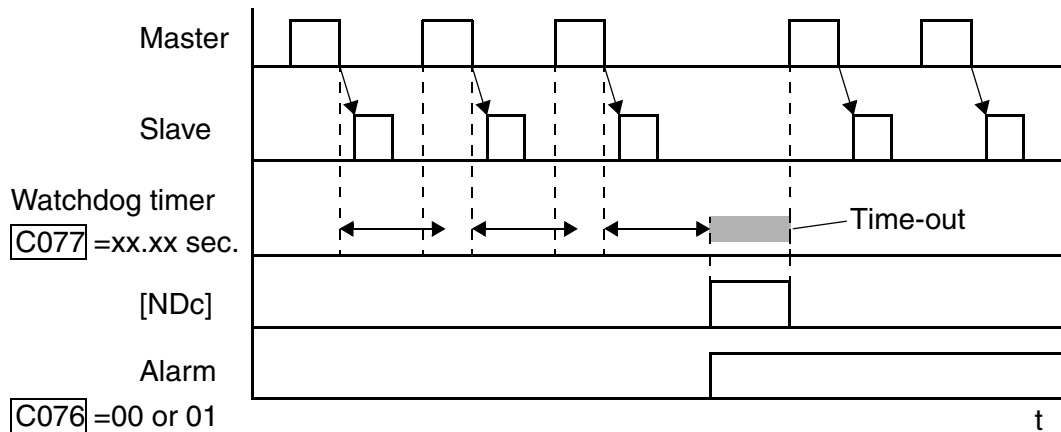 Master
Slave
Watchdog timer
C077 =xx.xx sec.
Time-out
[NDc]
Alarm
C076 =00 or 01
t